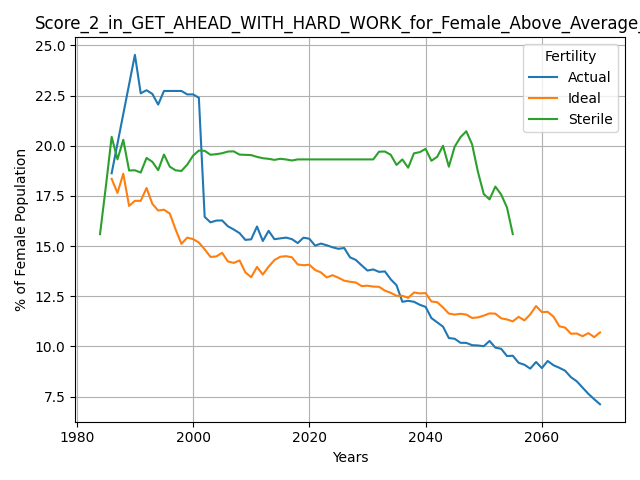 Score_2_in_GET_AHEAD_WITH_HARD_WORK_for_Female_Above_Average_
Fertility
Actual
Ideal
Sterile
% of Female Population
25.0
22.5
20.0
17.5
15.0
12.5
10.0
7.5
1980 2000 2020 2040 2060
Years